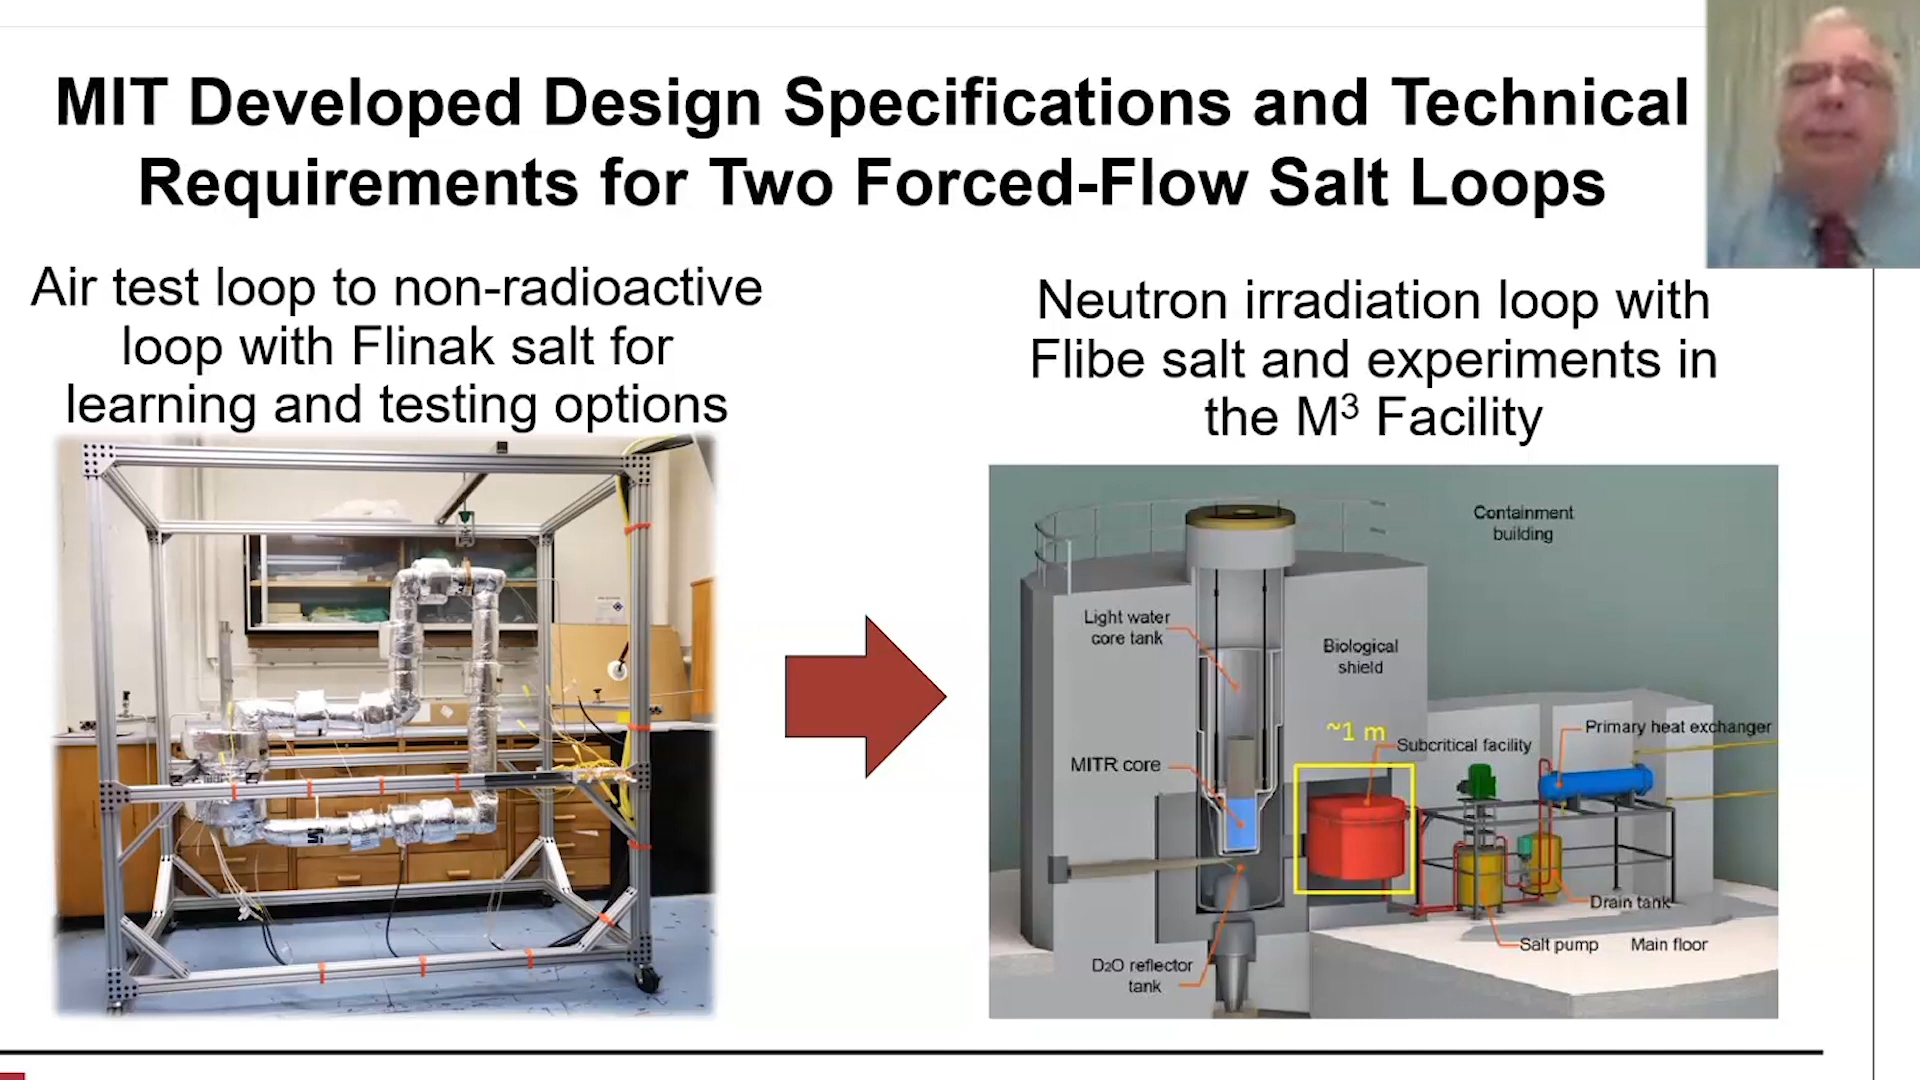 MIT Developed Design Specifications and Technical
Requirements for Two Forced-Flow Salt Loops
Air test loop to non-radioactive
loop with Flinak salt for
learning and testing options
Neutron irradiation loop with
Flibe salt and experiments in
the M³ Facility
Containment
building
Light water
core tank
Biological
shield
~1 m
Primary heat exchanger
Subcritical facility
MITR core
Drain tank
Salt pump
Main floor
D2O reflector
tank